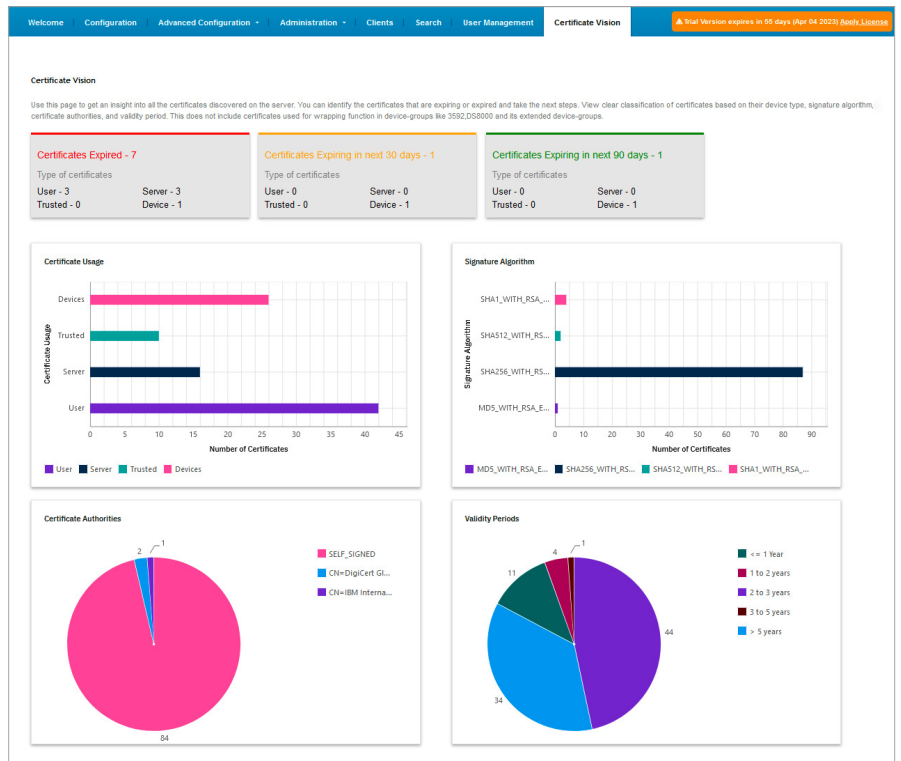 Welcome Configuration Advanced Configuration Administration Clients Search User Management Certificate Vision Trial Version expires in 55 days (Apr 04 2023) Apply License
Certificate Vision
Use this page to get an insight into all the certificates discovered on the server. You can identify the certificates that are expiring or expired and take the next steps. View clear classification of certificates based on their device type, signature algorithm,
certificate authorities, and validity period. This does not include certificates used for wrapping function in device-groups like 3592,DS8000 and its extended device-groups.
Certificates Expired - 7
Type of certificates
User - 3 Server - 3
Trusted - 0 Device - 1
Certificates Expiring in next 30 days - 1
Type of certificates
User - 0 Server - 0
Trusted - 0 Device - 1
Certificates Expiring in next 90 days - 1
Type of certificates
User - 0 Server - 0
Trusted - 0 Device - 1
Certificate Usage
Certificate Usage
Devices
Trusted
Server
User
0 5 10 15 20 25 30 35 40 45
Number of Certificates
User Server Trusted Devices
Signature Algorithm
Signature Algorithm
SHA1_WITH_RSA_...
SHA512_WITH_RS...
SHA256_WITH_RS...
MD5_WITH_RSA_E...
0 10 20 30 40 50 60 70 80 90
Number of Certificates
MD5_WITH_RSA_E... SHA256_WITH_RS... SHA512_WITH_RS... SHA1_WITH_RSA_...
Certificate Authorities
2 1
84
SELF_SIGNED
CN=DigiCert Gl...
CN=IBM Interna...
Validity Periods
4 1
11
44
34
<= 1 Year
1 to 2 years
2 to 3 years
3 to 5 years
> 5 years